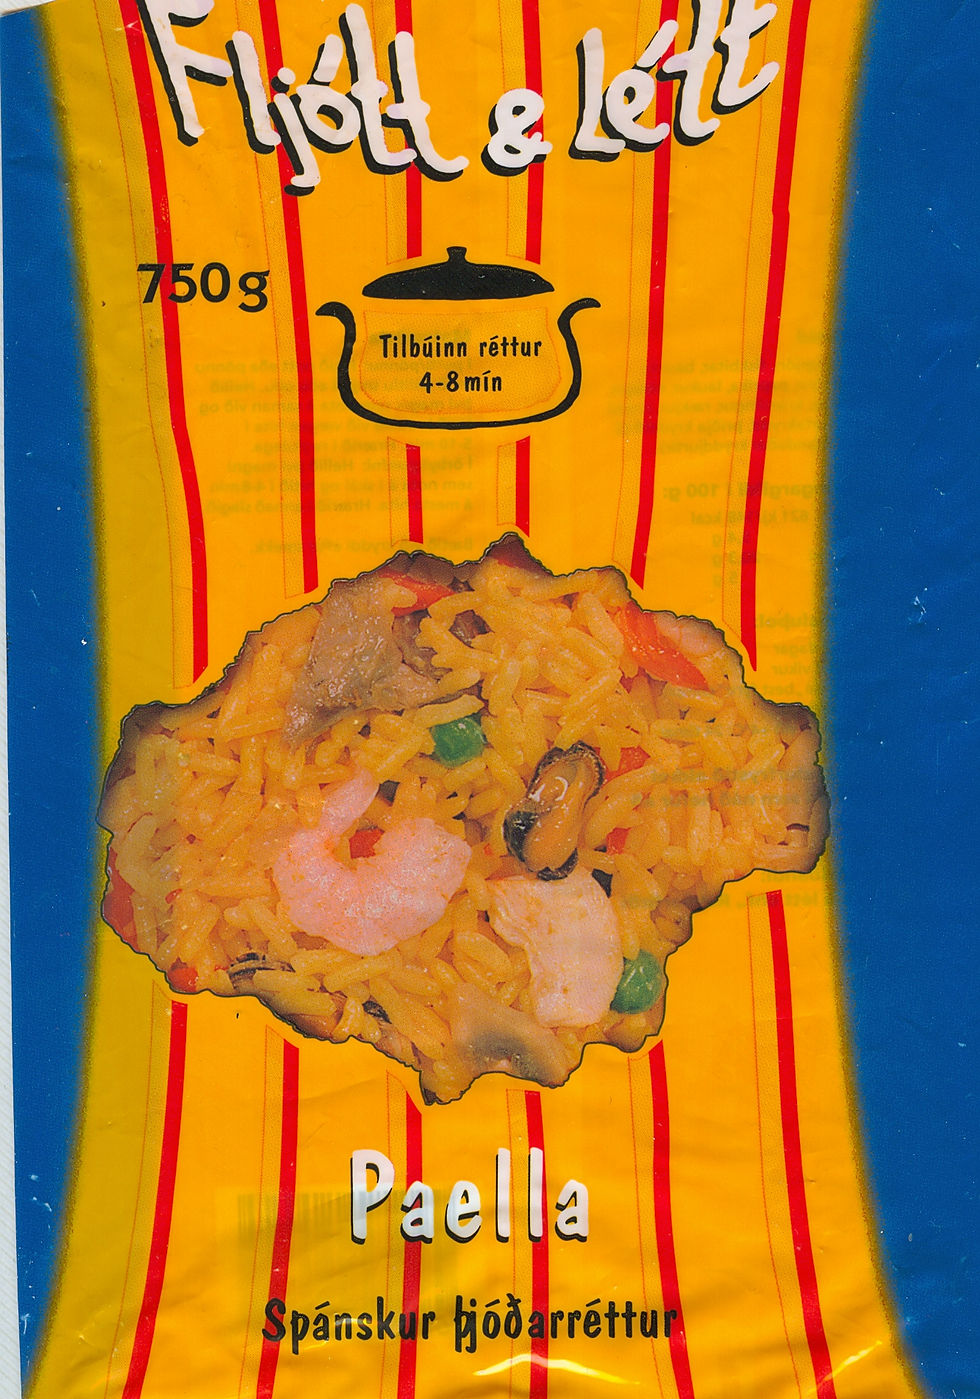 Fljótt & létt
750g
Tilbúinn réttur
4-8 mín
Paella
Spánskur þjóðarréttur